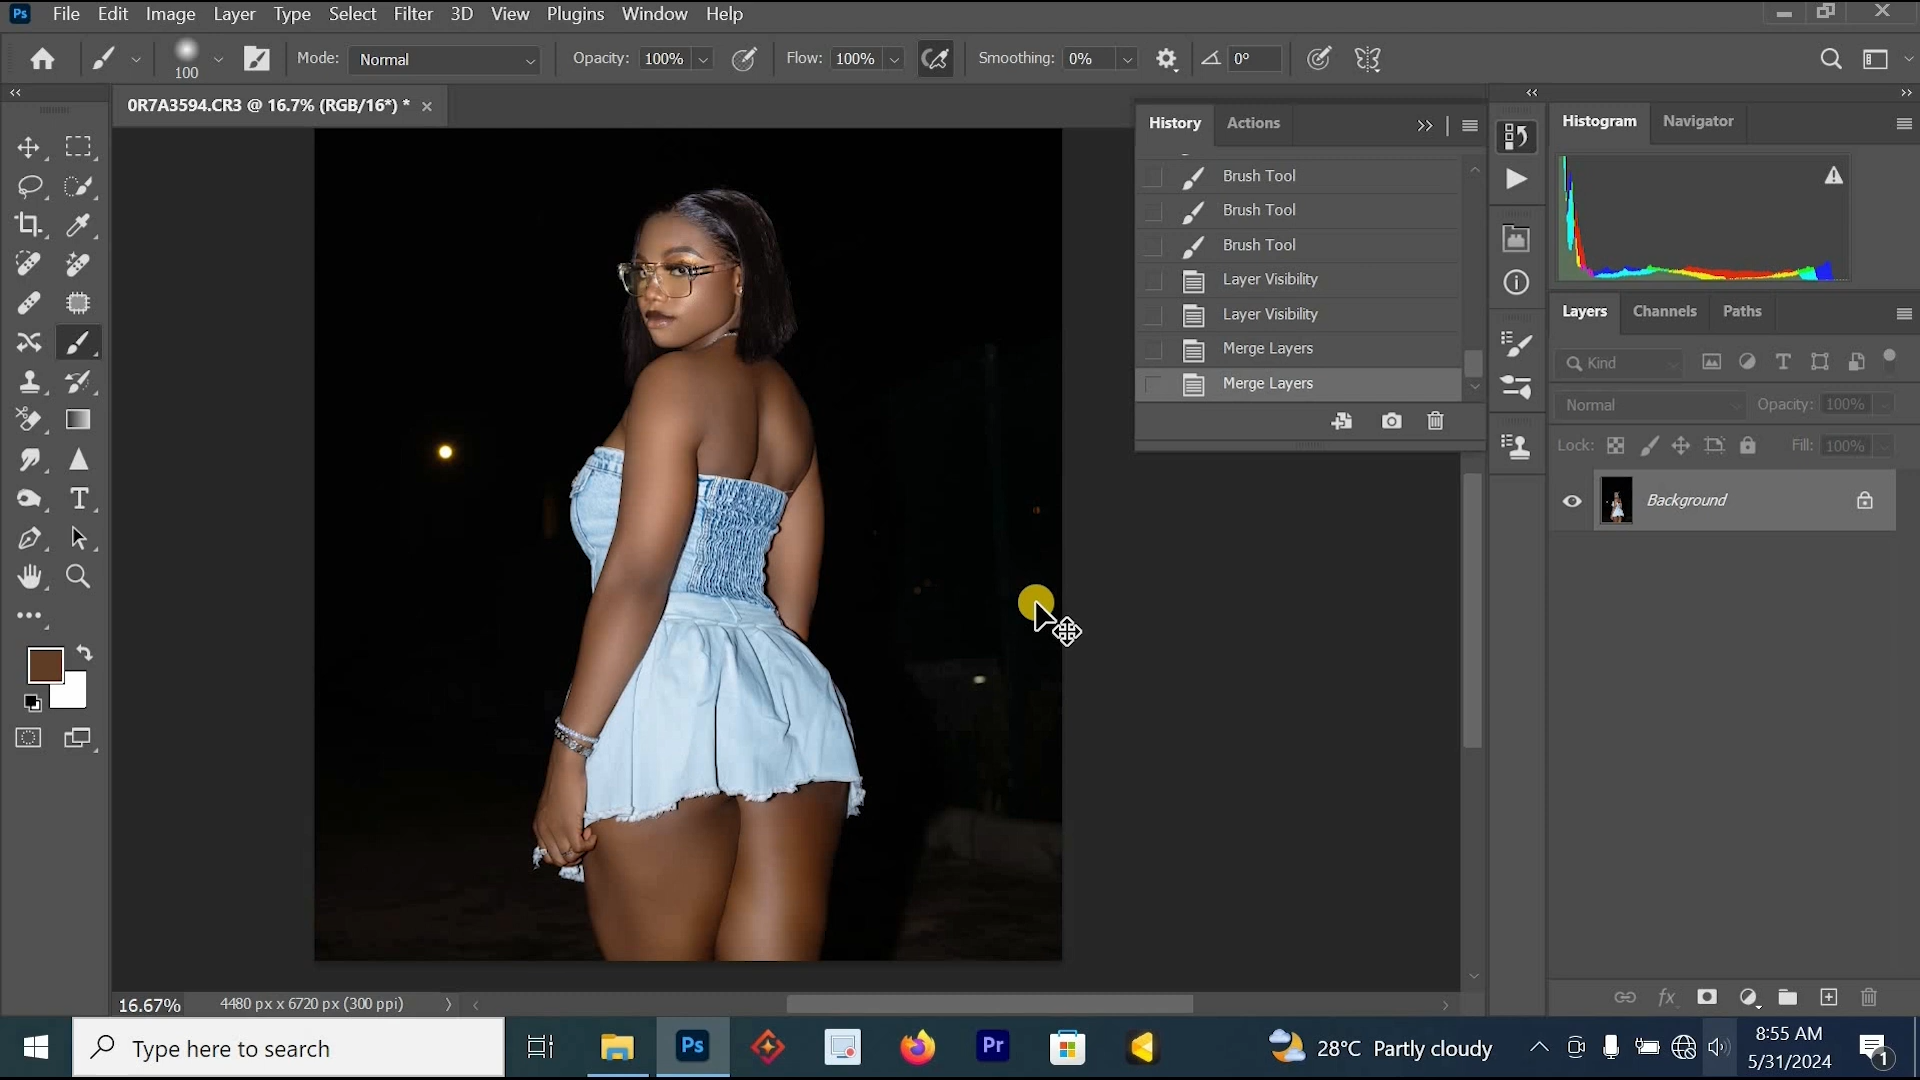 Ps File Edit Image Layer Type Select Filter 3D View Plugins Window Help
100 Mode: Normal Opacity: 100% Flow: 100% Smoothing: 0% 0°
0R7A3594.CR3 @ 16.7% (RGB/16*) *
History Actions
Brush Tool
Brush Tool
Brush Tool
Layer Visibility
Layer Visibility
Merge Layers
Merge Layers
Histogram Navigator
Layers Channels Paths
Kind
Normal Opacity: 100%
Lock: Fill: 100%
Background
fx
16.67% 4480 px x 6720 px (300 ppi)
Type here to search
Ps
Pr
28°C Partly cloudy
8:55 AM
5/31/2024
1